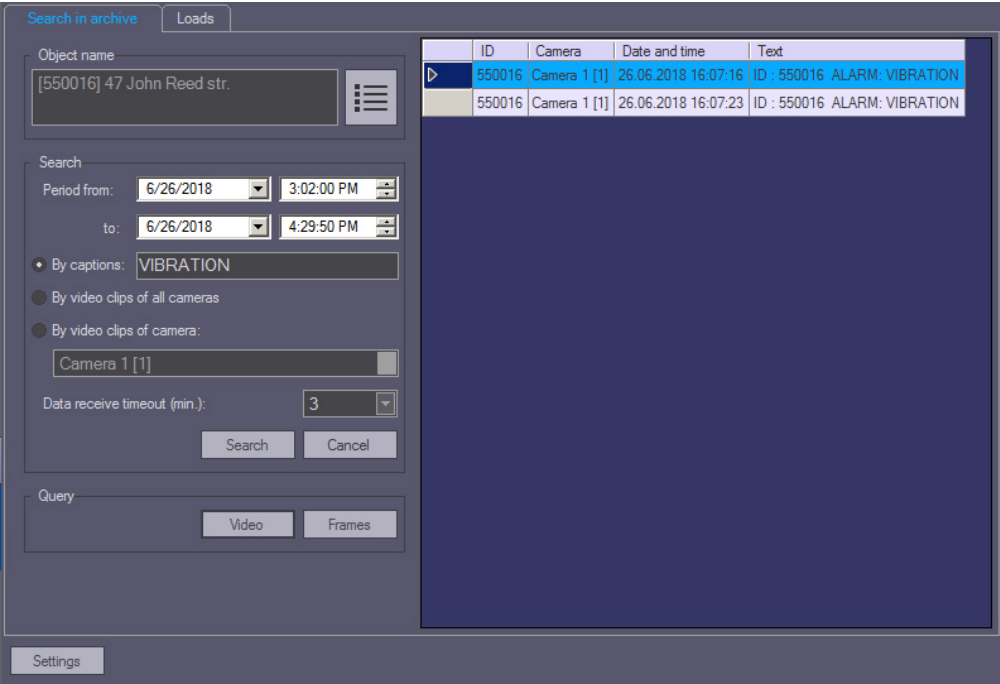 Search in archive Loads
Object name
[550016] 47 John Reed str.
Search
Period from: 6/26/2018 3:02:00 PM
to: 6/26/2018 4:29:50 PM
By captions: VIBRATION
By video clips of all cameras
By video clips of camera:
Camera 1 [1]
Data receive timeout (min.): 3
Search Cancel
Query
Video Frames
ID Camera Date and time Text
550016 Camera 1 [1] 26.06.2018 16:07:16 ID : 550016 ALARM: VIBRATION
550016 Camera 1 [1] 26.06.2018 16:07:23 ID : 550016 ALARM: VIBRATION
Settings